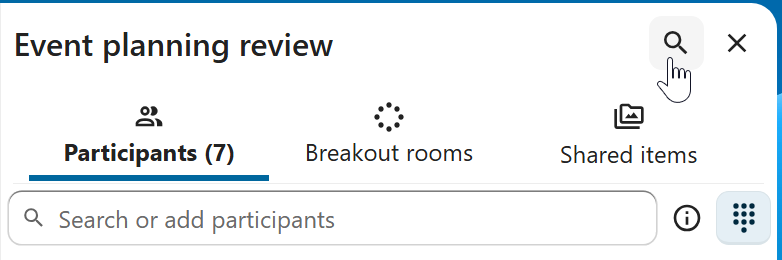 Event planning review
Participants (7)
Breakout rooms
Shared items
Search or add participants